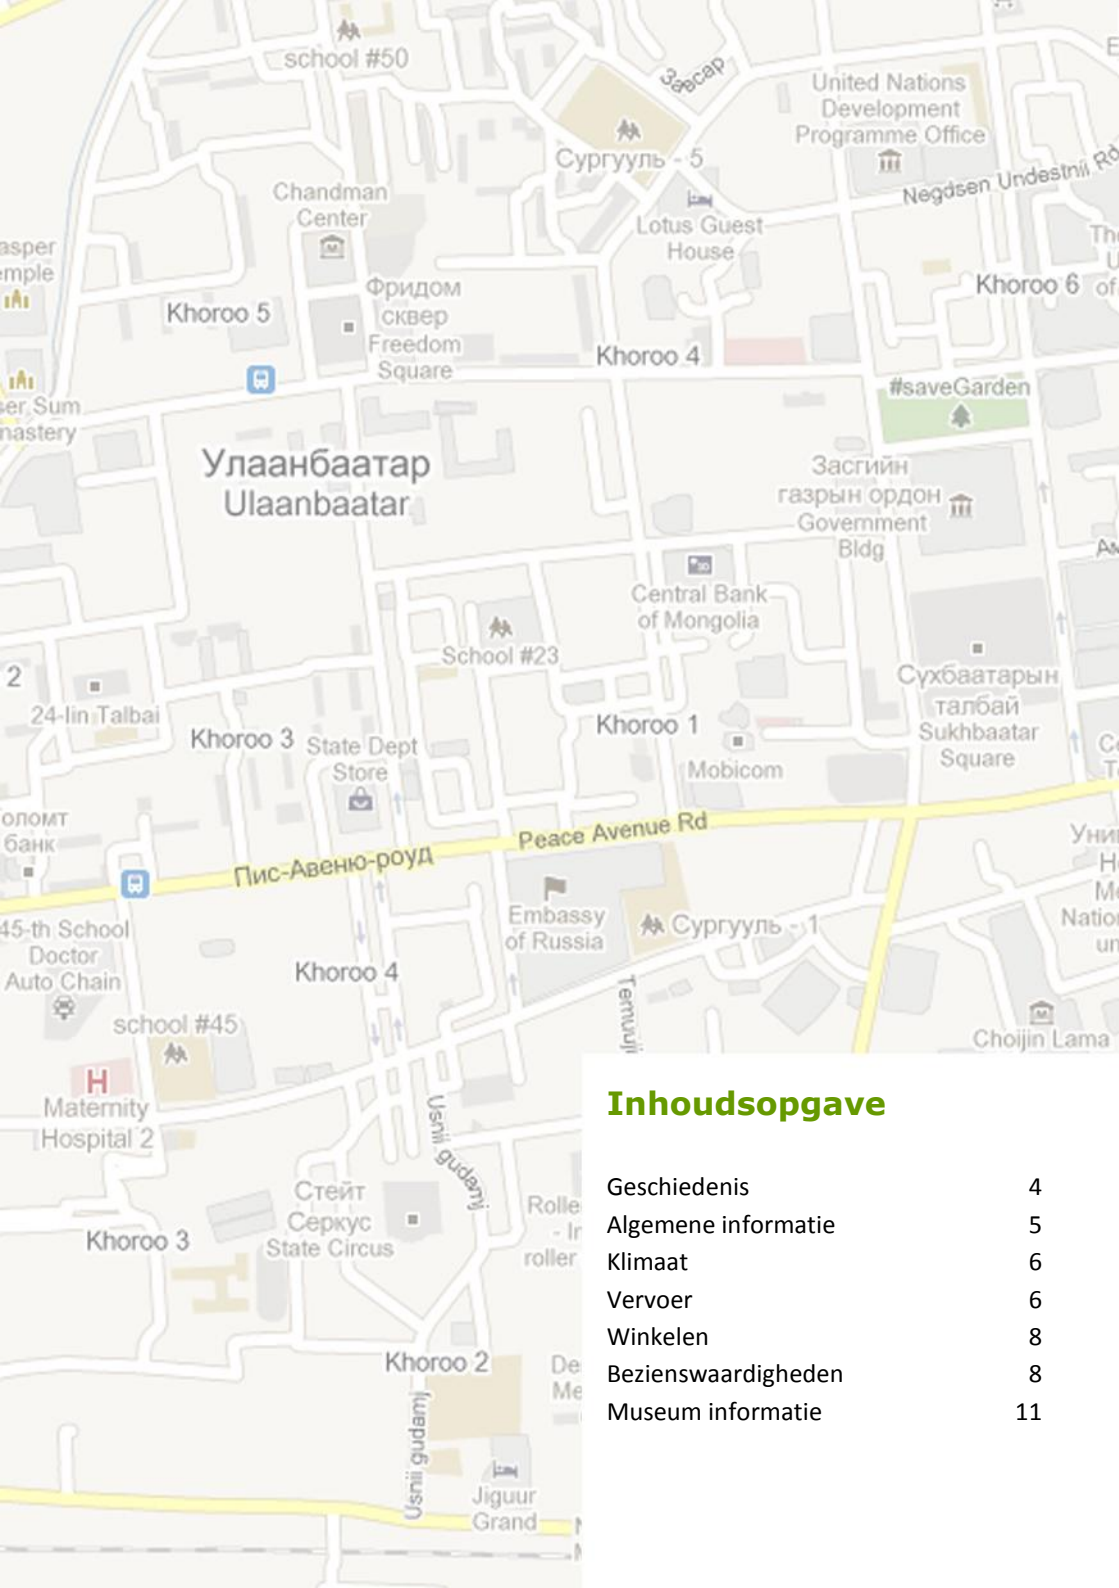 school #50
Заɜсар
United Nations
Development
Programme Office
Сургууль - 5
Negdsen Undestnii Rd
Chandman
Center
Lotus Guest
House
Khoroo 6
Khoroo 5
Фридом
сквер
Freedom
Square
Khoroo 4
#saveGarden
Улаанбаатар
Ulaanbaatar
Засгийн
газрын ордон
Government
Bldg
Central Bank
of Mongolia
School #23
2
24-lin Talbai
Сүхбаатарын
талбай
Sukhbaatar
Square
Khoroo 3
State Dept
Store
Khoroo 1
Mobicom
банк
Peace Avenue Rd
Пис-Авеню-роуд
45-th School
Doctor
Auto Chain
Embassy
of Russia
Сургууль - 1
Khoroo 4
school #45
Choijin Lama
H
Maternity
Hospital 2
Usnii gudamj
Стейт
Серкус
State Circus
Khoroo 3
Khoroo 2
Usnii gudamj
Jiguur
Grand
Inhoudsopgave
Geschiedenis 4
Algemene informatie 5
Klimaat 6
Vervoer 6
Winkelen 8
Bezienswaardigheden 8
Museum informatie 11